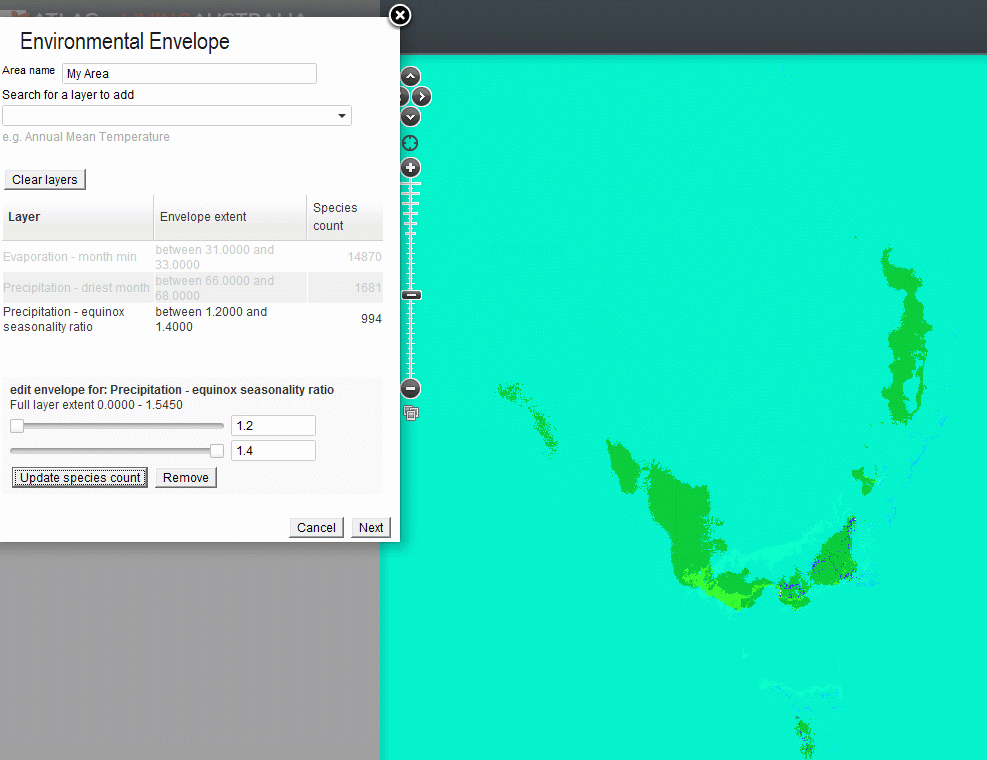 ATLAS LIVING AUSTRALIA
Environmental Envelope
Area name My Area
Search for a layer to add
e.g. Annual Mean Temperature
Clear layers
Layer Envelope extent Species count
Evaporation - month min between 31.0000 and 33.0000 14870
Precipitation - driest month between 66.0000 and 68.0000 1681
Precipitation - equinox seasonality ratio between 1.2000 and 1.4000 994
edit envelope for: Precipitation - equinox seasonality ratio
Full layer extent 0.0000 - 1.5450
1.2
1.4
Update species count Remove
Cancel Next